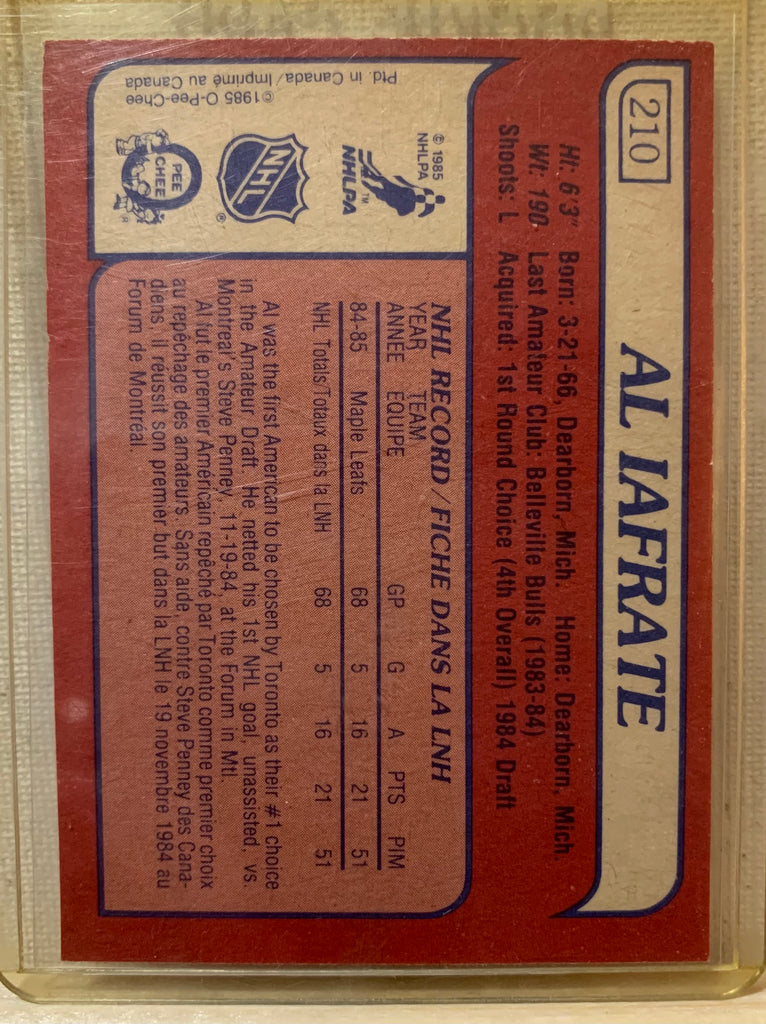 210
AL IAFRATE
Ht: 6'3" Born: 3-21-66, Dearborn, Mich. Home: Dearborn, Mich.
Wt: 190 Last Amateur Club: Belleville Bulls (1983-84)
Shoots: L Acquired: 1st Round Choice (4th Overall) 1984 Draft
© 1985
NHLPA
NHLPA TM
NHL ®
O PEE CHEE ®
©1985 O-Pee-Chee
Ptd. in Canada/Imprimé au Canada
NHL RECORD/FICHE DANS LA LNH
YEAR TEAM
ANNEE EQUIPE GP G A PTS PIM
84-85 Maple Leafs 68 5 16 21 51
NHL Totals/Totaux dans la LNH 68 5 16 21 51
Al was the first American to be chosen by Toronto as their #1 choice
in the Amateur Draft. He netted his 1st NHL goal, unassisted vs.
Montreal's Steve Penney, 11-19-84, at the Forum in Mtl.
Al fut le premier American repêché par Toronto comme premier choix
au repêchage des amateurs. Sans aide, contre Steve Penney des Cana-
diens, il réussit son premier but dans la LNH le 19 novembre 1984 au
Forum de Montréal.